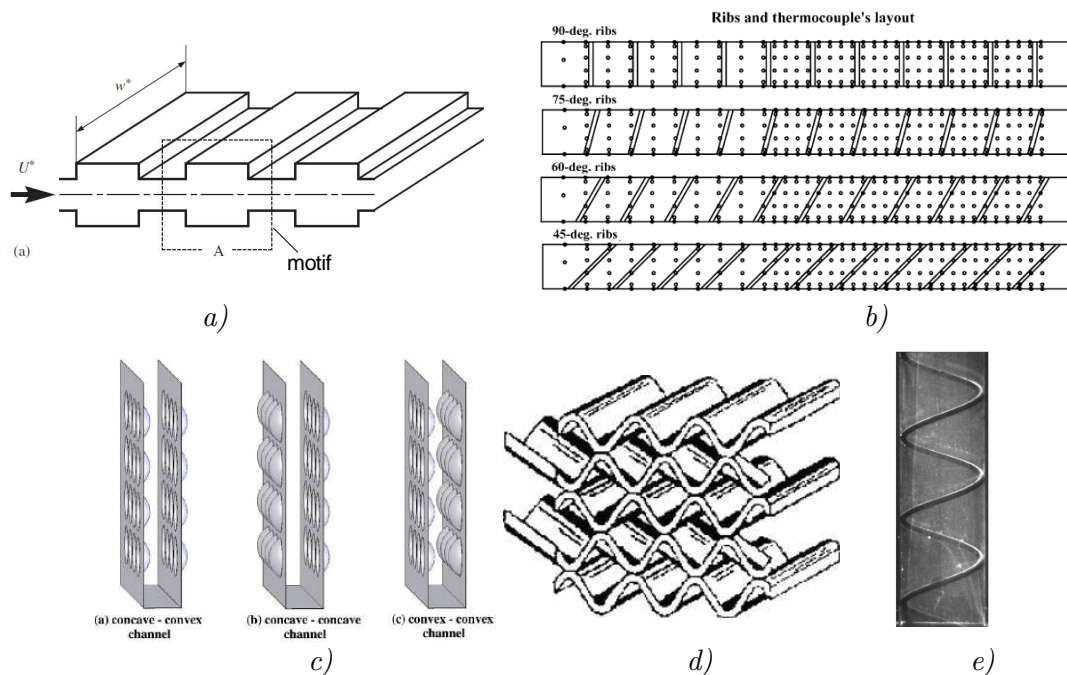 w*
U*
(a)
A
motif
a)
Ribs and thermocouple's layout
90-deg. ribs
75-deg. ribs
60-deg. ribs
45-deg. ribs
b)
(a) concave - convex
channel
(b) concave - concave
channel
(c) convex - convex
channel
c)
d)
e)